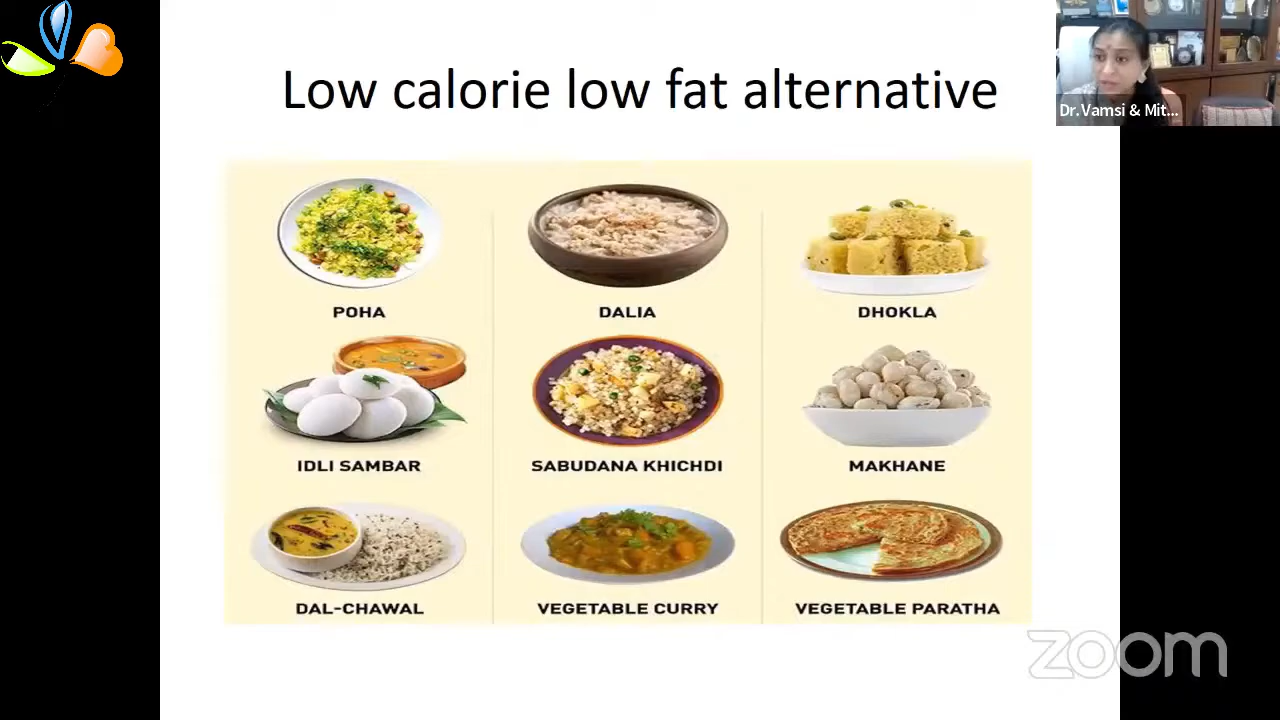 Low calorie low fat alternative
Dr.Vamsi & Mit...
POHA
DALIA
DHOKLA
IDLI SAMBAR
SABUDANA KHICHDI
MAKHANE
DAL-CHAWAL
VEGETABLE CURRY
VEGETABLE PARATHA
zoom